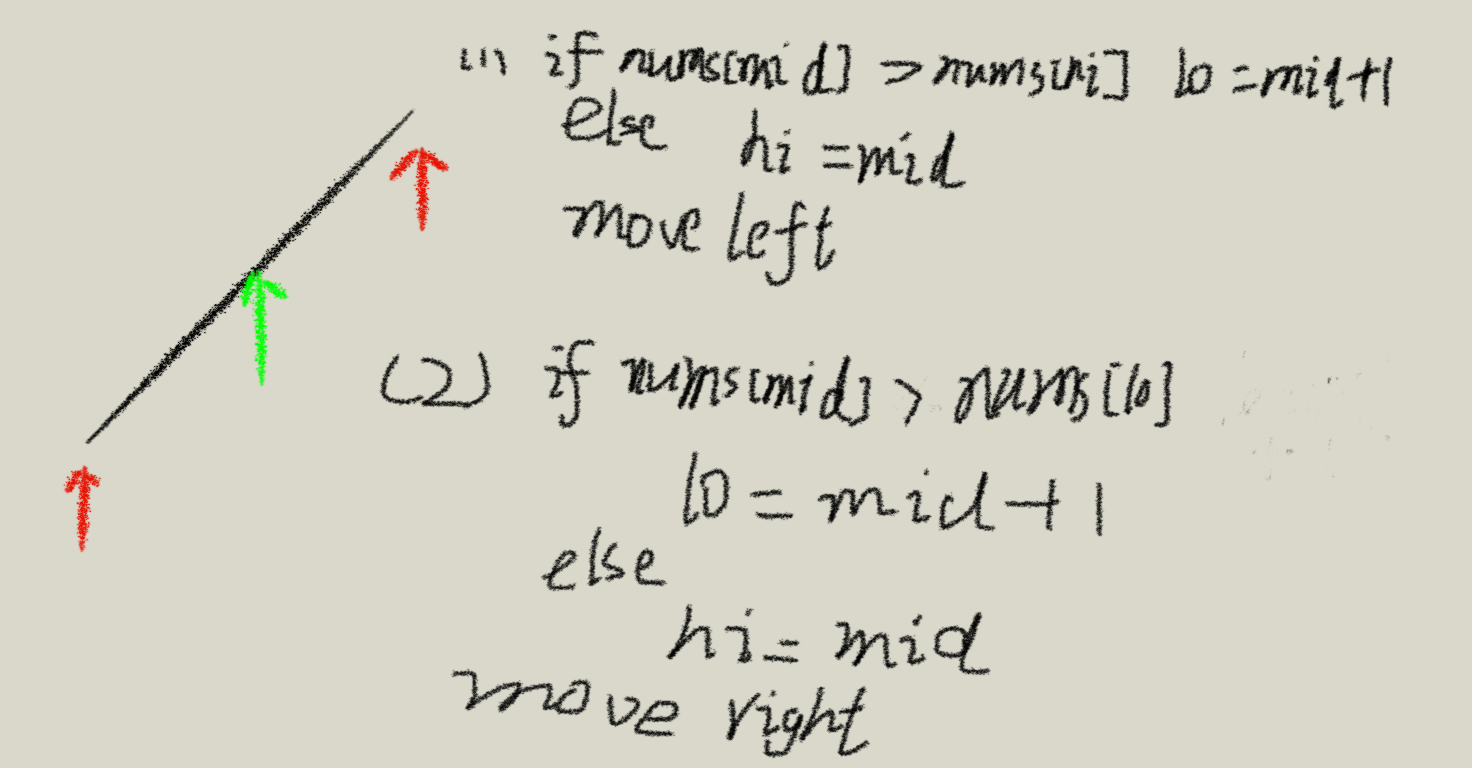 (1) if nums[mid] > nums[hi] lo = mid+1
else hi = mid
move left
(2) if nums[mid] > nums[lo]
lo = mid + 1
else
hi = mid
move right